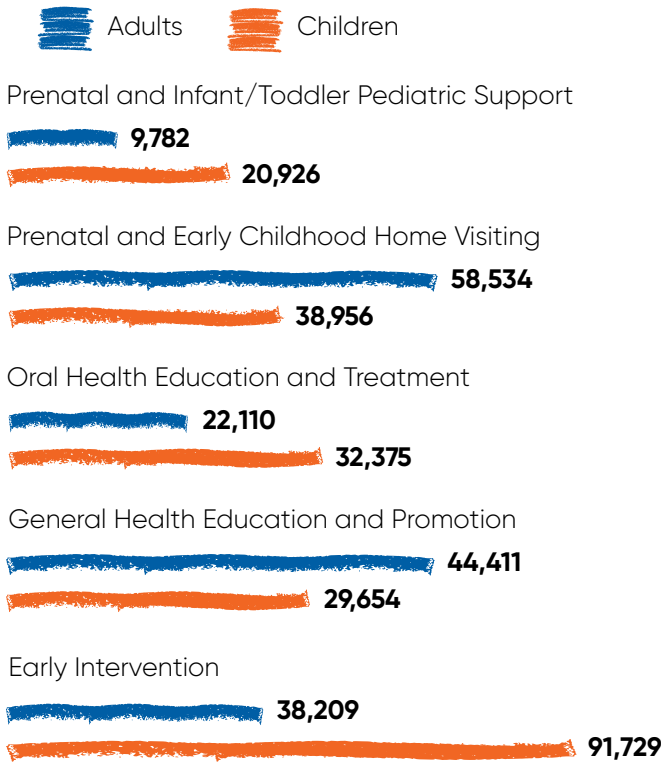 Adults Children
Prenatal and Infant/Toddler Pediatric Support
9,782
20,926
Prenatal and Early Childhood Home Visiting
58,534
38,956
Oral Health Education and Treatment
22,110
32,375
General Health Education and Promotion
44,411
29,654
Early Intervention
38,209
91,729